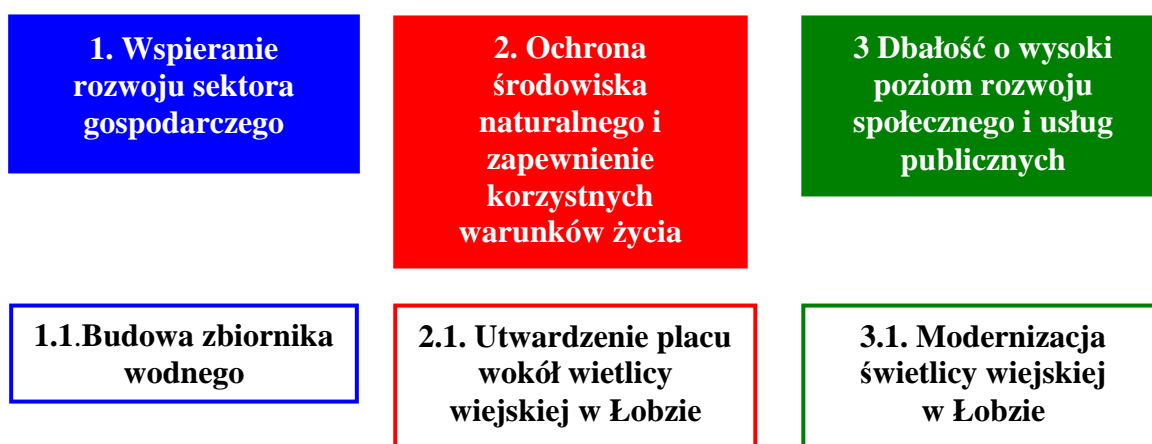 1. Wspieranie
rozwoju sektora
gospodarczego
2. Ochrona
środowiska
naturalnego i
zapewnienie
korzystnych
warunków życia
3 Dbałość o wysoki
poziom rozwoju
społecznego i usług
publicznych
1.1.Budowa zbiornika
wodnego
2.1. Utwardzenie placu
wokół wietlicy
wiejskiej w Łobzie
3.1. Modernizacja
świetlicy wiejskiej
w Łobzie